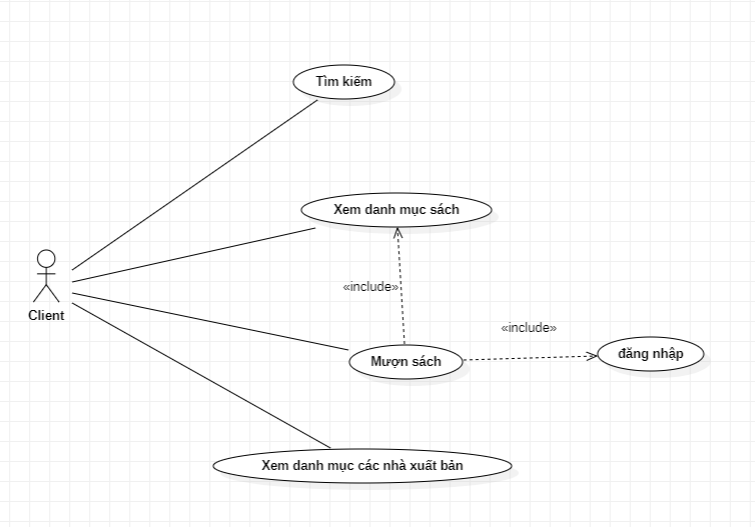 Tìm kiếm
Xem danh mục sách
«include»
Client
«include»
đăng nhập
Mượn sách
Xem danh mục các nhà xuất bản